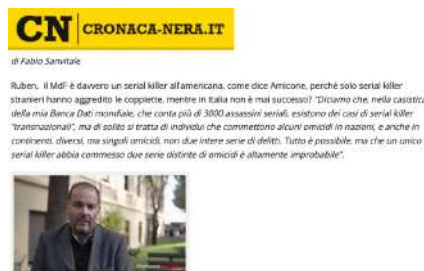 CN CRONACA-NERA.IT
di Fabio Sanvitale
Ruben, il MdF è davvero un serial killer all'americana, come dice Amicone, perché solo serial killer
stranieri hanno aggredito le coppiette, mentre in Italia non è mai successo? "Diciamo che, nella casistica
della mia Banca Dati mondiale, che conta più di 3000 assassini seriali, esistono dei casi di serial killer
"transnazionali", ma di solito si tratta di individui che commettono alcuni omicidi in nazioni, e anche in
continenti, diversi, ma singoli omicidi, non due intere serie di delitti. Tutto è possibile, ma che un unico
serial killer abbia commesso due serie distinte di omicidi è altamente improbabile".